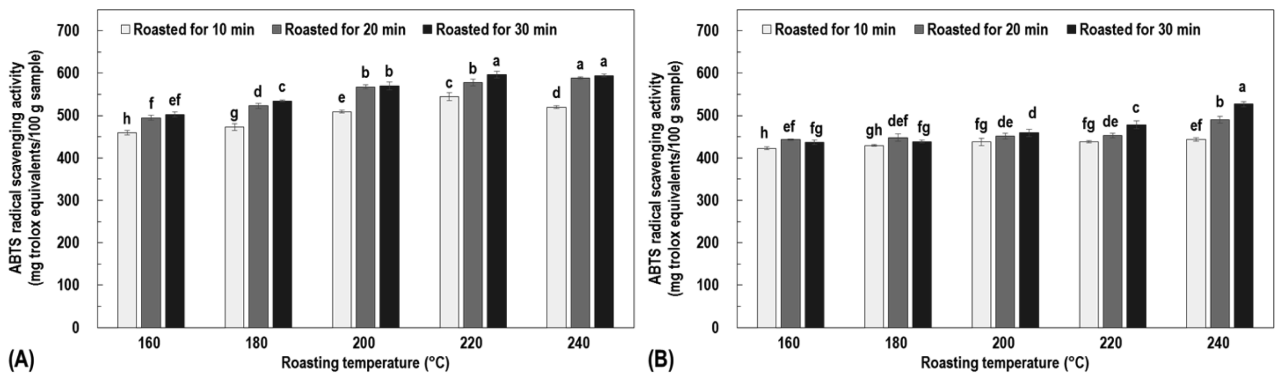 ABTS radical scavenging activity
(mg trolox equivalents/100 g sample)
700
600
500
400
300
200
100
0
Roasted for 10 min Roasted for 20 min Roasted for 30 min
h f ef g d c e b b c b a d a a
160 180 200 220 240
Roasting temperature (°C)
(A)
ABTS radical scavenging activity
(mg trolox equivalents/100 g sample)
700
600
500
400
300
200
100
0
Roasted for 10 min Roasted for 20 min Roasted for 30 min
h ef fg gh def fg fg de d fg de c ef b a
160 180 200 220 240
Roasting temperature (°C)
(B)